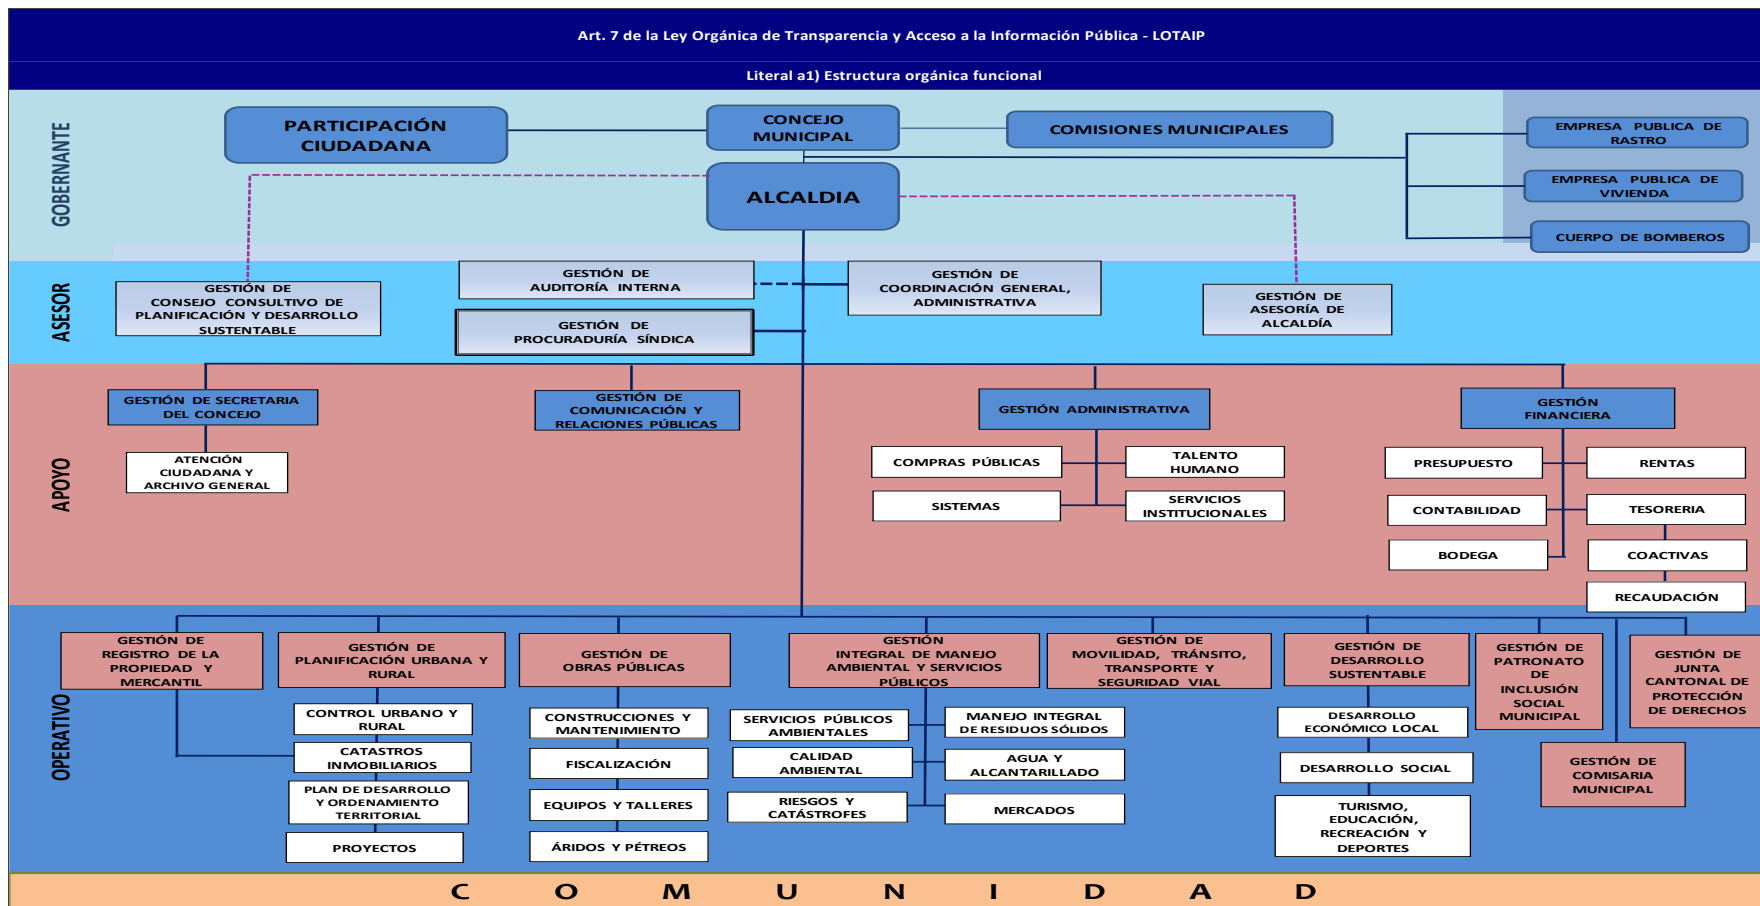 Art. 7 de la Ley Orgánica de Transparencia y Acceso a la Información Pública - LOTAIP
Literal a1) Estructura orgánica funcional
GOBERNANTE
PARTICIPACIÓN
CIUDADANA
CONCEJO
MUNICIPAL
COMISIONES MUNICIPALES
EMPRESA PUBLICA DE
RASTRO
ALCALDIA
EMPRESA PUBLICA DE
VIVIENDA
CUERPO DE BOMBEROS
ASESOR
GESTIÓN DE
CONSEJO CONSULTIVO DE
PLANIFICACIÓN Y DESARROLLO
SUSTENTABLE
GESTIÓN DE
AUDITORÍA INTERNA
GESTIÓN DE
COORDINACIÓN GENERAL,
ADMINISTRATIVA
GESTIÓN DE
ASESORÍA DE
ALCALDÍA
GESTIÓN DE
PROCURADURÍA SÍNDICA
APOYO
GESTIÓN DE SECRETARIA
DEL CONCEJO
GESTIÓN DE
COMUNICACIÓN Y
RELACIONES PÚBLICAS
GESTIÓN ADMINISTRATIVA
GESTIÓN
FINANCIERA
ATENCIÓN
CIUDADANA Y
ARCHIVO GENERAL
COMPRAS PÚBLICAS
TALENTO
HUMANO
SISTEMAS
SERVICIOS
INSTITUCIONALES
PRESUPUESTO
RENTAS
CONTABILIDAD
TESORERIA
BODEGA
COACTIVAS
RECAUDACIÓN
OPERATIVO
GESTIÓN DE
REGISTRO DE LA
PROPIEDAD Y
MERCANTIL
GESTIÓN DE
PLANIFICACIÓN URBANA Y
RURAL
GESTIÓN DE
OBRAS PÚBLICAS
GESTIÓN
INTEGRAL DE MANEJO
AMBIENTAL Y SERVICIOS
PÚBLICOS
GESTIÓN DE
MOVILIDAD, TRÁNSITO,
TRANSPORTE Y
SEGURIDAD VIAL
GESTIÓN DE
DESARROLLO
SUSTENTABLE
GESTIÓN DE
PATRONATO
DE
INCLUSIÓN
SOCIAL
MUNICIPAL
GESTIÓN DE
JUNTA
CANTONAL DE
PROTECCIÓN
DE DERECHOS
CONTROL URBANO Y
RURAL
CATASTROS
INMOBILIARIOS
PLAN DE DESARROLLO
Y ORDENAMIENTO
TERRITORIAL
PROYECTOS
CONSTRUCCIONES Y
MANTENIMIENTO
FISCALIZACIÓN
EQUIPOS Y TALLERES
ÁRIDOS Y PÉTREOS
SERVICIOS PÚBLICOS
AMBIENTALES
MANEJO INTEGRAL
DE RESIDUOS SÓLIDOS
CALIDAD
AMBIENTAL
AGUA Y
ALCANTARILLADO
RIESGOS Y
CATÁSTROFES
MERCADOS
DESARROLLO
ECONÓMICO LOCAL
DESARROLLO SOCIAL
TURISMO,
EDUCACIÓN,
RECREACIÓN Y
DEPORTES
GESTIÓN DE
COMISARIA
MUNICIPAL
C O M U N I D A D